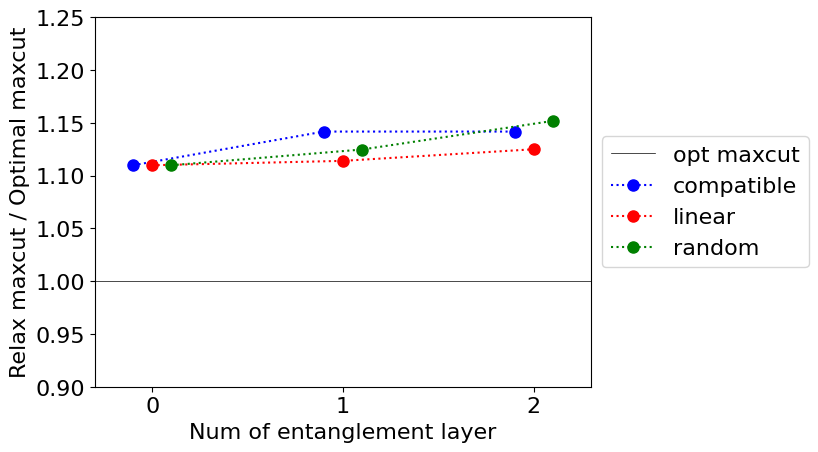 Relax maxcut / Optimal maxcut
1.25
1.20
1.15
1.10
1.05
1.00
0.95
0.90
0 1 2
Num of entanglement layer
opt maxcut
compatible
linear
random